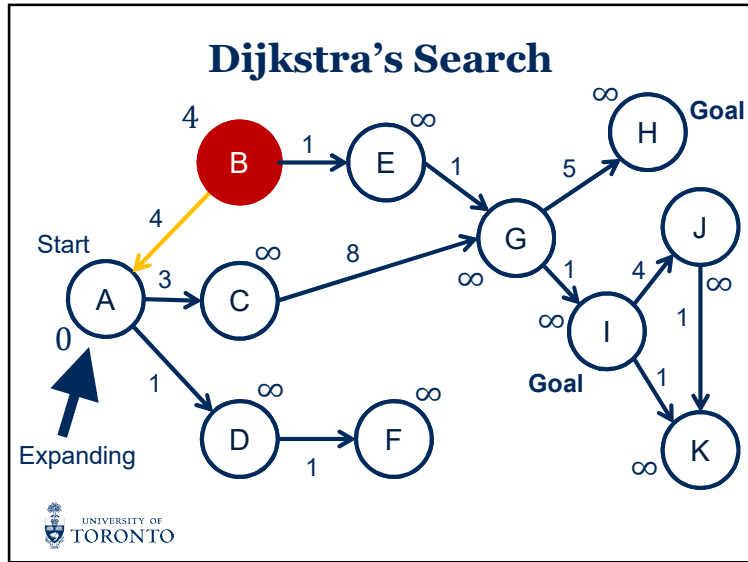 Dijkstra's Search
∞
Goal
4
∞
H
B
1
E
1
5
4
J
Start
∞
8
G
3
A
C
∞
1
4
∞
0
∞
I
1
1
∞
∞
Goal
1
D
F
Expanding
1
∞
K
UNIVERSITY OF
TORONTO